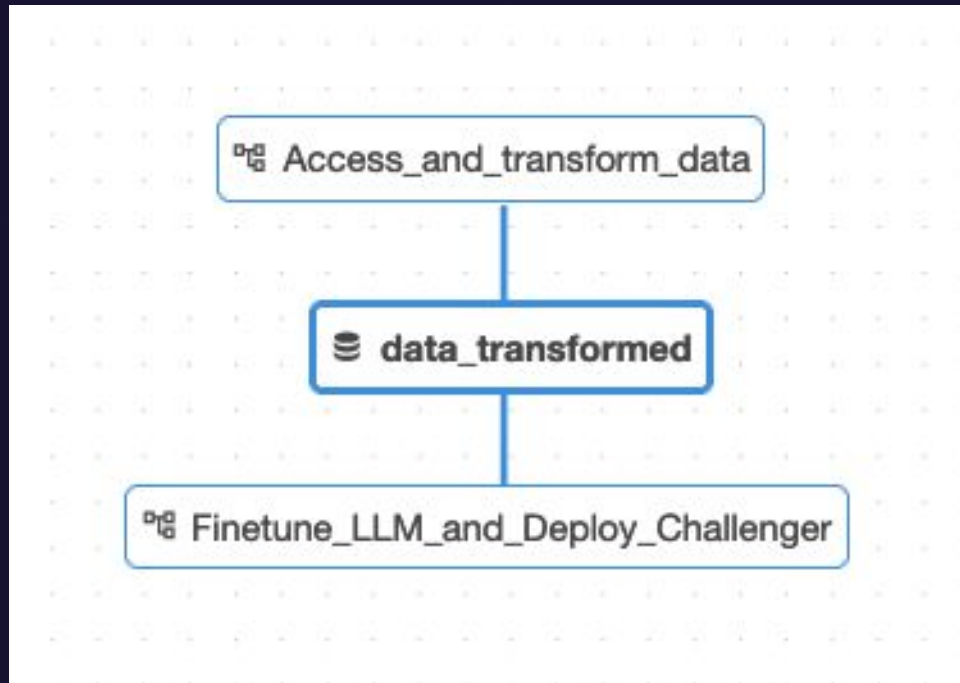 Access_and_transform_data
data_transformed
Finetune_LLM_and_Deploy_Challenger